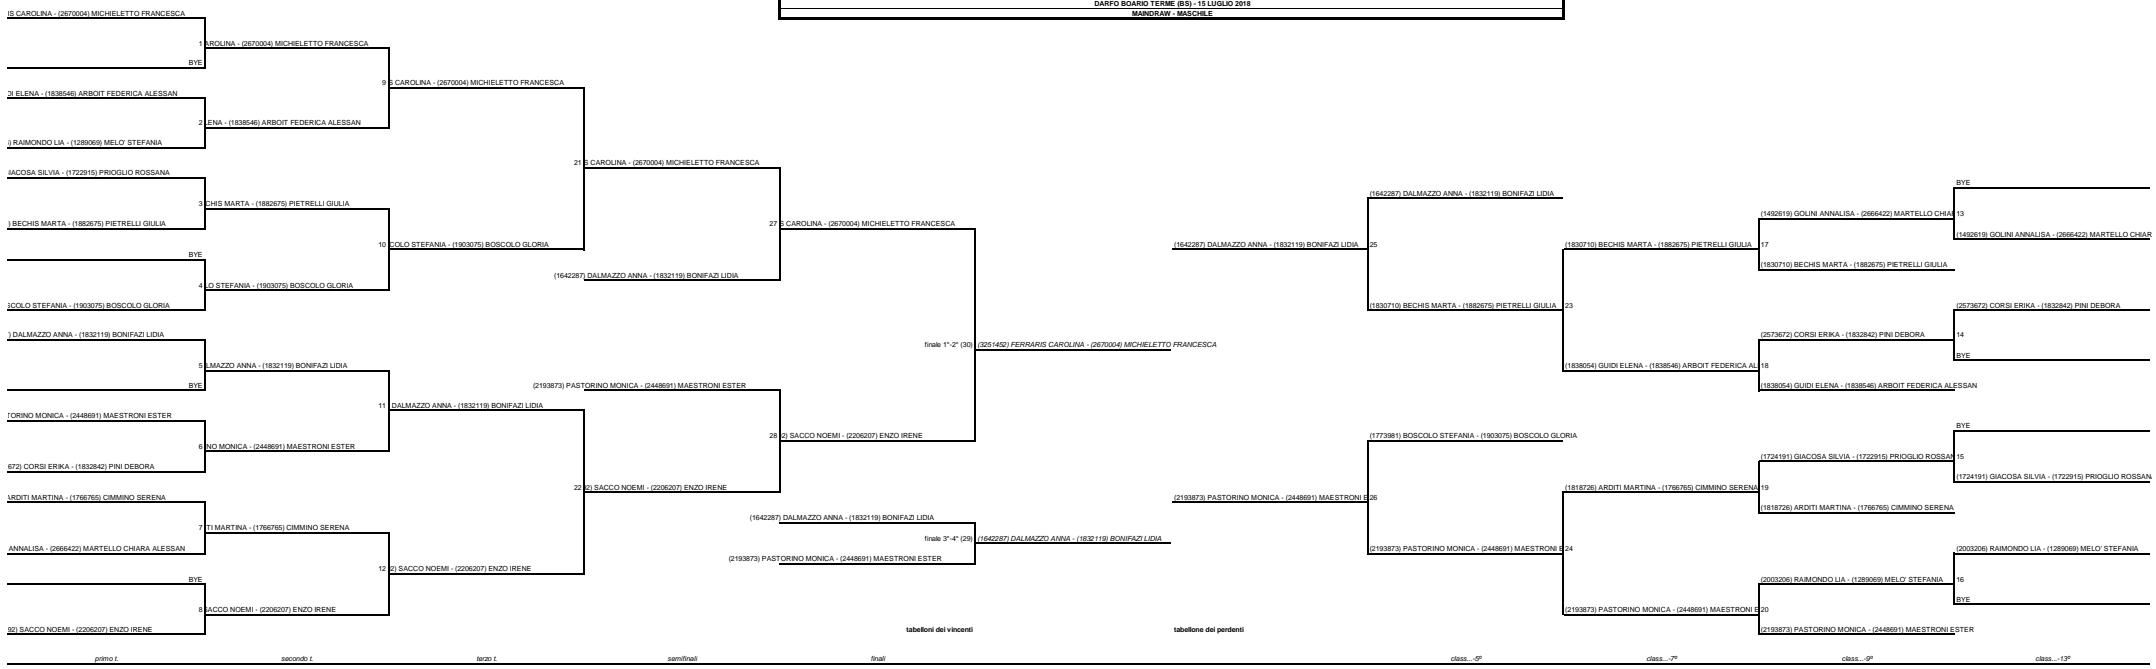 DARFO BOARIO TERME (BS) - 15 LUGLIO 2018
MAINDRAW - MASCHILE
IS CAROLINA - (2670004) MICHIELETTO FRANCESCA
1 AROLINA - (2670004) MICHIELETTO FRANCESCA
BYE
9 S CAROLINA - (2670004) MICHIELETTO FRANCESCA
DI ELENA - (1838546) ARBOIT FEDERICA ALESSAN
2 LENA - (1838546) ARBOIT FEDERICA ALESSAN
) RAIMONDO LIA - (1289069) MELO' STEFANIA
21 S CAROLINA - (2670004) MICHIELETTO FRANCESCA
IACOSA SILVIA - (1722915) PRIOGLIO ROSSANA
3 CHIS MARTA - (1882675) PIETRELLI GIULIA
) BECHIS MARTA - (1882675) PIETRELLI GIULIA
27 S CAROLINA - (2670004) MICHIELETTO FRANCESCA
10 COLO STEFANIA - (1903075) BOSCOLO GLORIA
BYE
(1642287) DALMAZZO ANNA - (1832119) BONIFAZI LIDIA
4 LO STEFANIA - (1903075) BOSCOLO GLORIA
SCOLO STEFANIA - (1903075) BOSCOLO GLORIA
) DALMAZZO ANNA - (1832119) BONIFAZI LIDIA
finale 1°-2° (30) (3251452) FERRARIS CAROLINA - (2670004) MICHIELETTO FRANCESCA
5 LMAZZO ANNA - (1832119) BONIFAZI LIDIA
BYE
(2193873) PASTORINO MONICA - (2448691) MAESTRONI ESTER
11 DALMAZZO ANNA - (1832119) BONIFAZI LIDIA
TORINO MONICA - (2448691) MAESTRONI ESTER
28 2) SACCO NOEMI - (2206207) ENZO IRENE
6 NO MONICA - (2448691) MAESTRONI ESTER
672) CORSI ERIKA - (1832842) PINI DEBORA
22 2) SACCO NOEMI - (2206207) ENZO IRENE
ARDITI MARTINA - (1766765) CIMMINO SERENA
(1642287) DALMAZZO ANNA - (1832119) BONIFAZI LIDIA
7 TI MARTINA - (1766765) CIMMINO SERENA
finale 3°-4° (29) (1642287) DALMAZZO ANNA - (1832119) BONIFAZI LIDIA
ANNALISA - (2666422) MARTELLO CHIARA ALESSAN
(2193873) PASTORINO MONICA - (2448691) MAESTRONI ESTER
12 2) SACCO NOEMI - (2206207) ENZO IRENE
BYE
8 SACCO NOEMI - (2206207) ENZO IRENE
92) SACCO NOEMI - (2206207) ENZO IRENE
tabelloni dei vincenti
tabellone dei perdenti
BYE
(1642287) DALMAZZO ANNA - (1832119) BONIFAZI LIDIA
(1492619) GOLINI ANNALISA - (2666422) MARTELLO CHIAR 13
(1492619) GOLINI ANNALISA - (2666422) MARTELLO CHIAR
(1642287) DALMAZZO ANNA - (1832119) BONIFAZI LIDIA 25
(1830710) BECHIS MARTA - (1882675) PIETRELLI GIULIA 17
(1830710) BECHIS MARTA - (1882675) PIETRELLI GIULIA
(1830710) BECHIS MARTA - (1882675) PIETRELLI GIULIA 23
(2573672) CORSI ERIKA - (1832842) PINI DEBORA
(2573672) CORSI ERIKA - (1832842) PINI DEBORA 14
BYE
(1838054) GUIDI ELENA - (1838546) ARBOIT FEDERICA AL 18
(1838054) GUIDI ELENA - (1838546) ARBOIT FEDERICA ALESSAN
BYE
(1773981) BOSCOLO STEFANIA - (1903075) BOSCOLO GLORIA
(1724191) GIACOSA SILVIA - (1722915) PRIOGLIO ROSSAN 15
(1724191) GIACOSA SILVIA - (1722915) PRIOGLIO ROSSAN
(1818726) ARDITI MARTINA - (1766765) CIMMINO SERENA 19
(2193873) PASTORINO MONICA - (2448691) MAESTRONI E 26
(1818726) ARDITI MARTINA - (1766765) CIMMINO SERENA
(2193873) PASTORINO MONICA - (2448691) MAESTRONI E 24
(2003206) RAIMONDO LIA - (1289069) MELO' STEFANIA
(2003206) RAIMONDO LIA - (1289069) MELO' STEFANIA 16
BYE
(2193873) PASTORINO MONICA - (2448691) MAESTRONI E 20
(2193873) PASTORINO MONICA - (2448691) MAESTRONI ESTER
primo t. secondo t. terzo t. semifinali finali class...-5° class...-7° class...-9° class...-13°